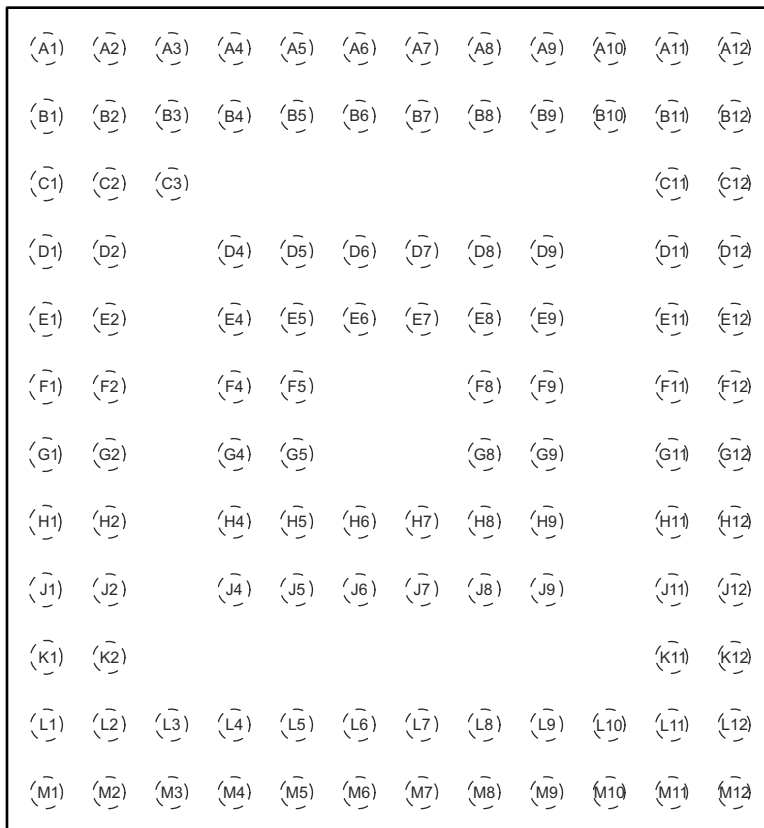 A1 A2 A3 A4 A5 A6 A7 A8 A9 A10 A11 A12
B1 B2 B3 B4 B5 B6 B7 B8 B9 B10 B11 B12
C1 C2 C3 C11 C12
D1 D2 D4 D5 D6 D7 D8 D9 D11 D12
E1 E2 E4 E5 E6 E7 E8 E9 E11 E12
F1 F2 F4 F5 F8 F9 F11 F12
G1 G2 G4 G5 G8 G9 G11 G12
H1 H2 H4 H5 H6 H7 H8 H9 H11 H12
J1 J2 J4 J5 J6 J7 J8 J9 J11 J12
K1 K2 K11 K12
L1 L2 L3 L4 L5 L6 L7 L8 L9 L10 L11 L12
M1 M2 M3 M4 M5 M6 M7 M8 M9 M10 M11 M12